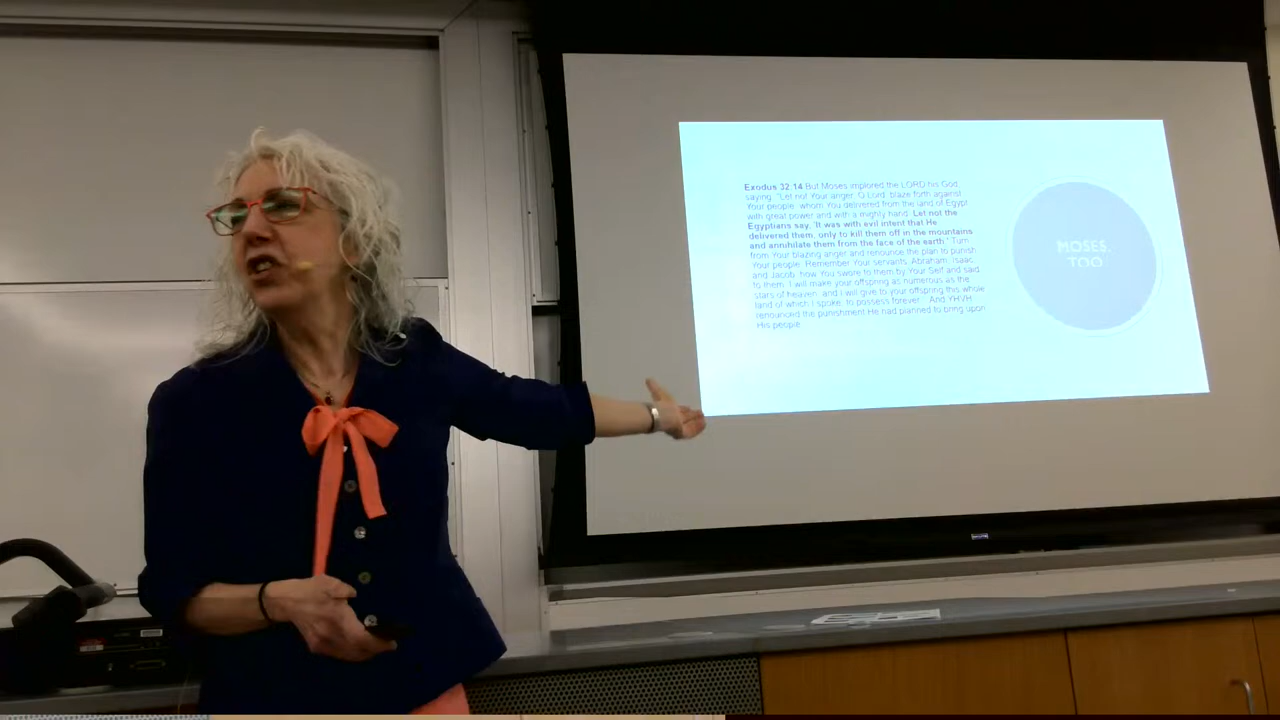 Exodus 32.14 But Moses implored the LORD his God,
saying, "Let not Your anger, O Lord, blaze forth against
Your people, whom You delivered from the land of Egypt
with great power and with a mighty hand. Let not the
Egyptians say, 'It was with evil intent that He
delivered them, only to kill them off in the mountains
and annihilate them from the face of the earth.' Turn
from Your blazing anger and renounce the plan to punish
Your people. Remember Your servants, Abraham, Isaac,
and Jacob, how You swore to them by Your Self and said
to them: I will make your offspring as numerous as the
stars of heaven, and I will give to your offspring this whole
land of which I spoke, to possess forever." And YHVH
renounced the punishment He had planned to bring upon
His people.
MOSES,
TOO